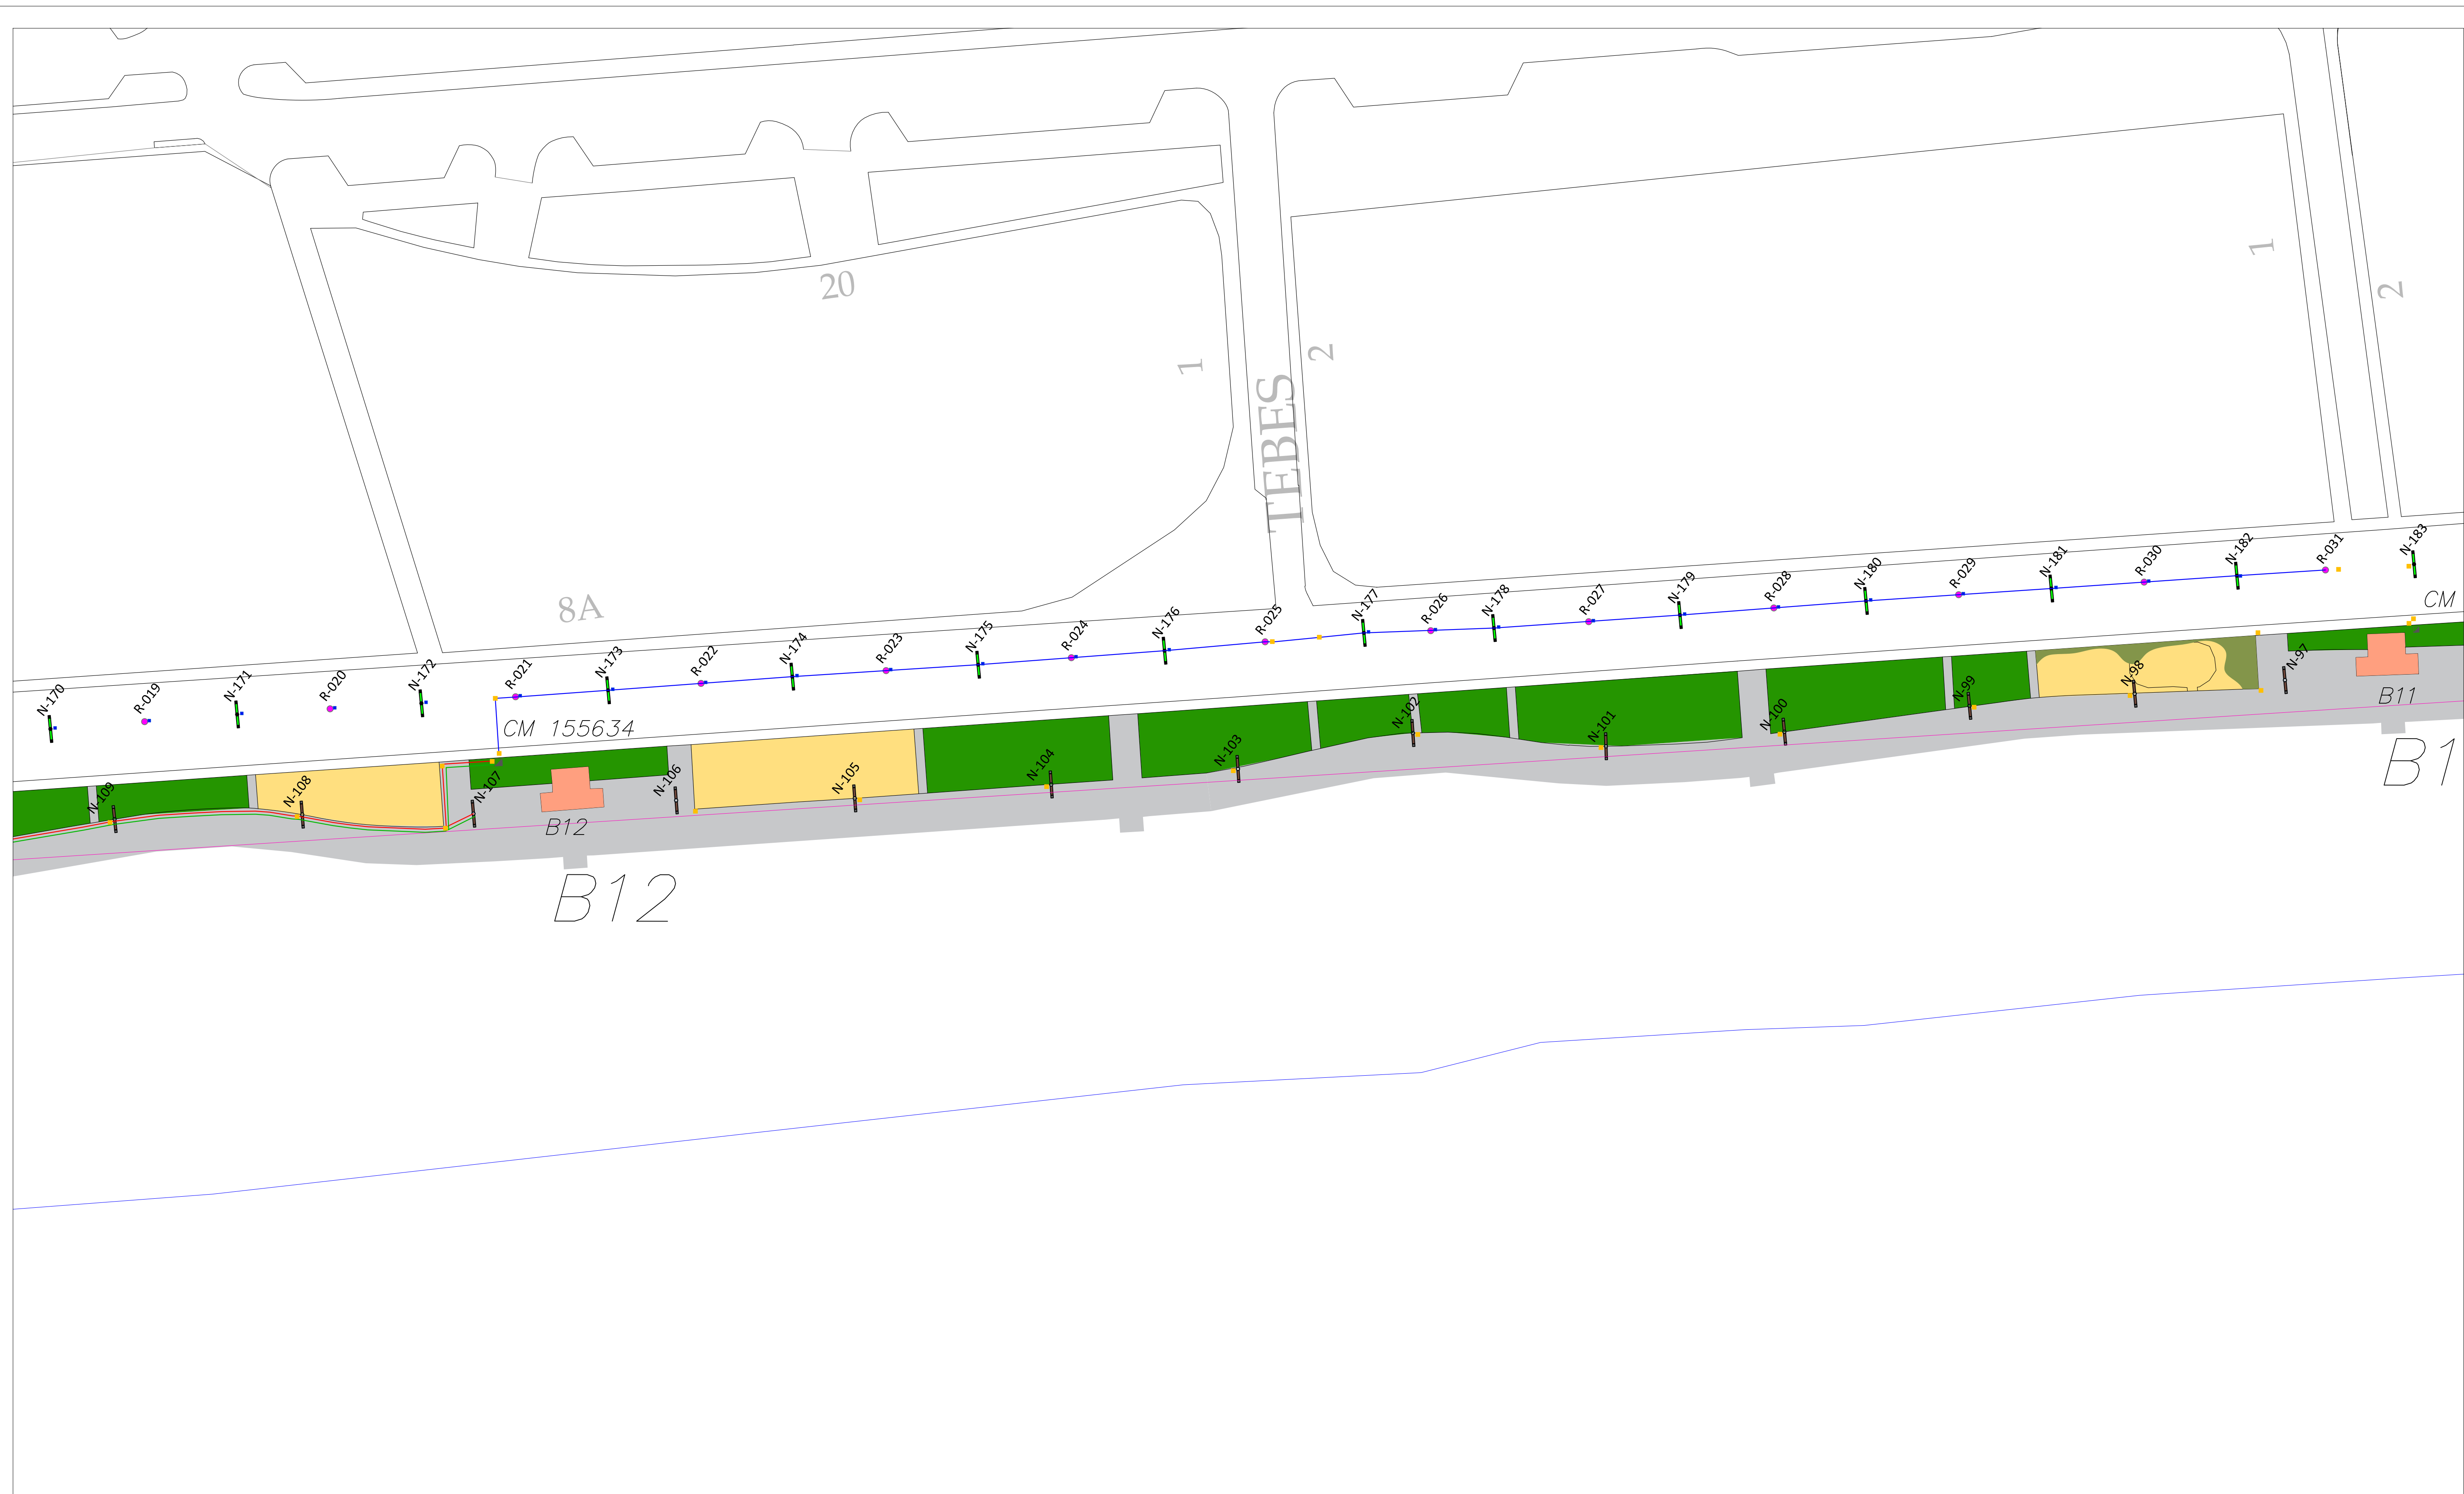 20
1
2
TEBES
1
2
8A
N-170
R-019
N-171
R-020
N-172
R-021
N-173
R-022
N-174
R-023
N-175
R-024
N-176
R-025
N-177
R-026
N-178
R-027
N-179
R-028
N-180
R-029
N-181
R-030
N-182
R-031
N-183
CM
CM 155634
N-109
N-108
N-107
N-106
N-105
N-104
N-103
N-102
N-101
N-100
N-99
N-98
N-97
B12
B11
B12
B1